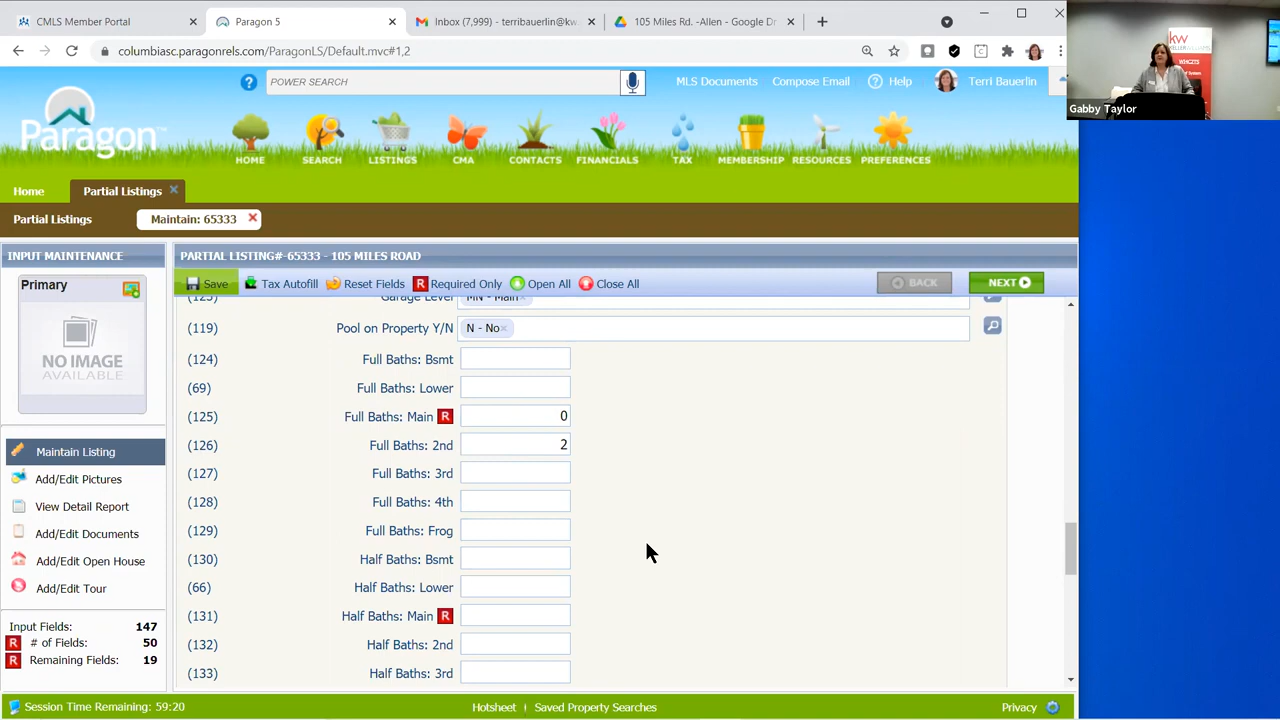 CMLS Member Portal
Paragon 5
Inbox (7,999) - terribauerlin@kw.
105 Miles Rd. -Allen - Google Dr
columbiasc.paragonrels.com/ParagonLS/Default.mvc#1,2
kw
KELLER WILLIAMS
Gabby Taylor
POWER SEARCH
MLS Documents
Compose Email
Help
Terri Bauerlin
Paragon
HOME
SEARCH
LISTINGS
CMA
CONTACTS
FINANCIALS
TAX
MEMBERSHIP
RESOURCES
PREFERENCES
Home
Partial Listings
Partial Listings
Maintain: 65333
INPUT MAINTENANCE
PARTIAL LISTING#-65333 - 105 MILES ROAD
Primary
NO IMAGE
AVAILABLE
Save
Tax Autofill
Reset Fields
R Required Only
Open All
Close All
BACK
NEXT
(123) Garage Level MN - Main
(119) Pool on Property Y/N N - No
(124) Full Baths: Bsmt
(69) Full Baths: Lower
(125) Full Baths: Main R 0
(126) Full Baths: 2nd 2
(127) Full Baths: 3rd
(128) Full Baths: 4th
(129) Full Baths: Frog
(130) Half Baths: Bsmt
(66) Half Baths: Lower
(131) Half Baths: Main R
(132) Half Baths: 2nd
(133) Half Baths: 3rd
Maintain Listing
Add/Edit Pictures
View Detail Report
Add/Edit Documents
Add/Edit Open House
Add/Edit Tour
Input Fields: 147
R # of Fields: 50
R Remaining Fields: 19
Session Time Remaining: 59:20
Hotsheet
Saved Property Searches
Privacy